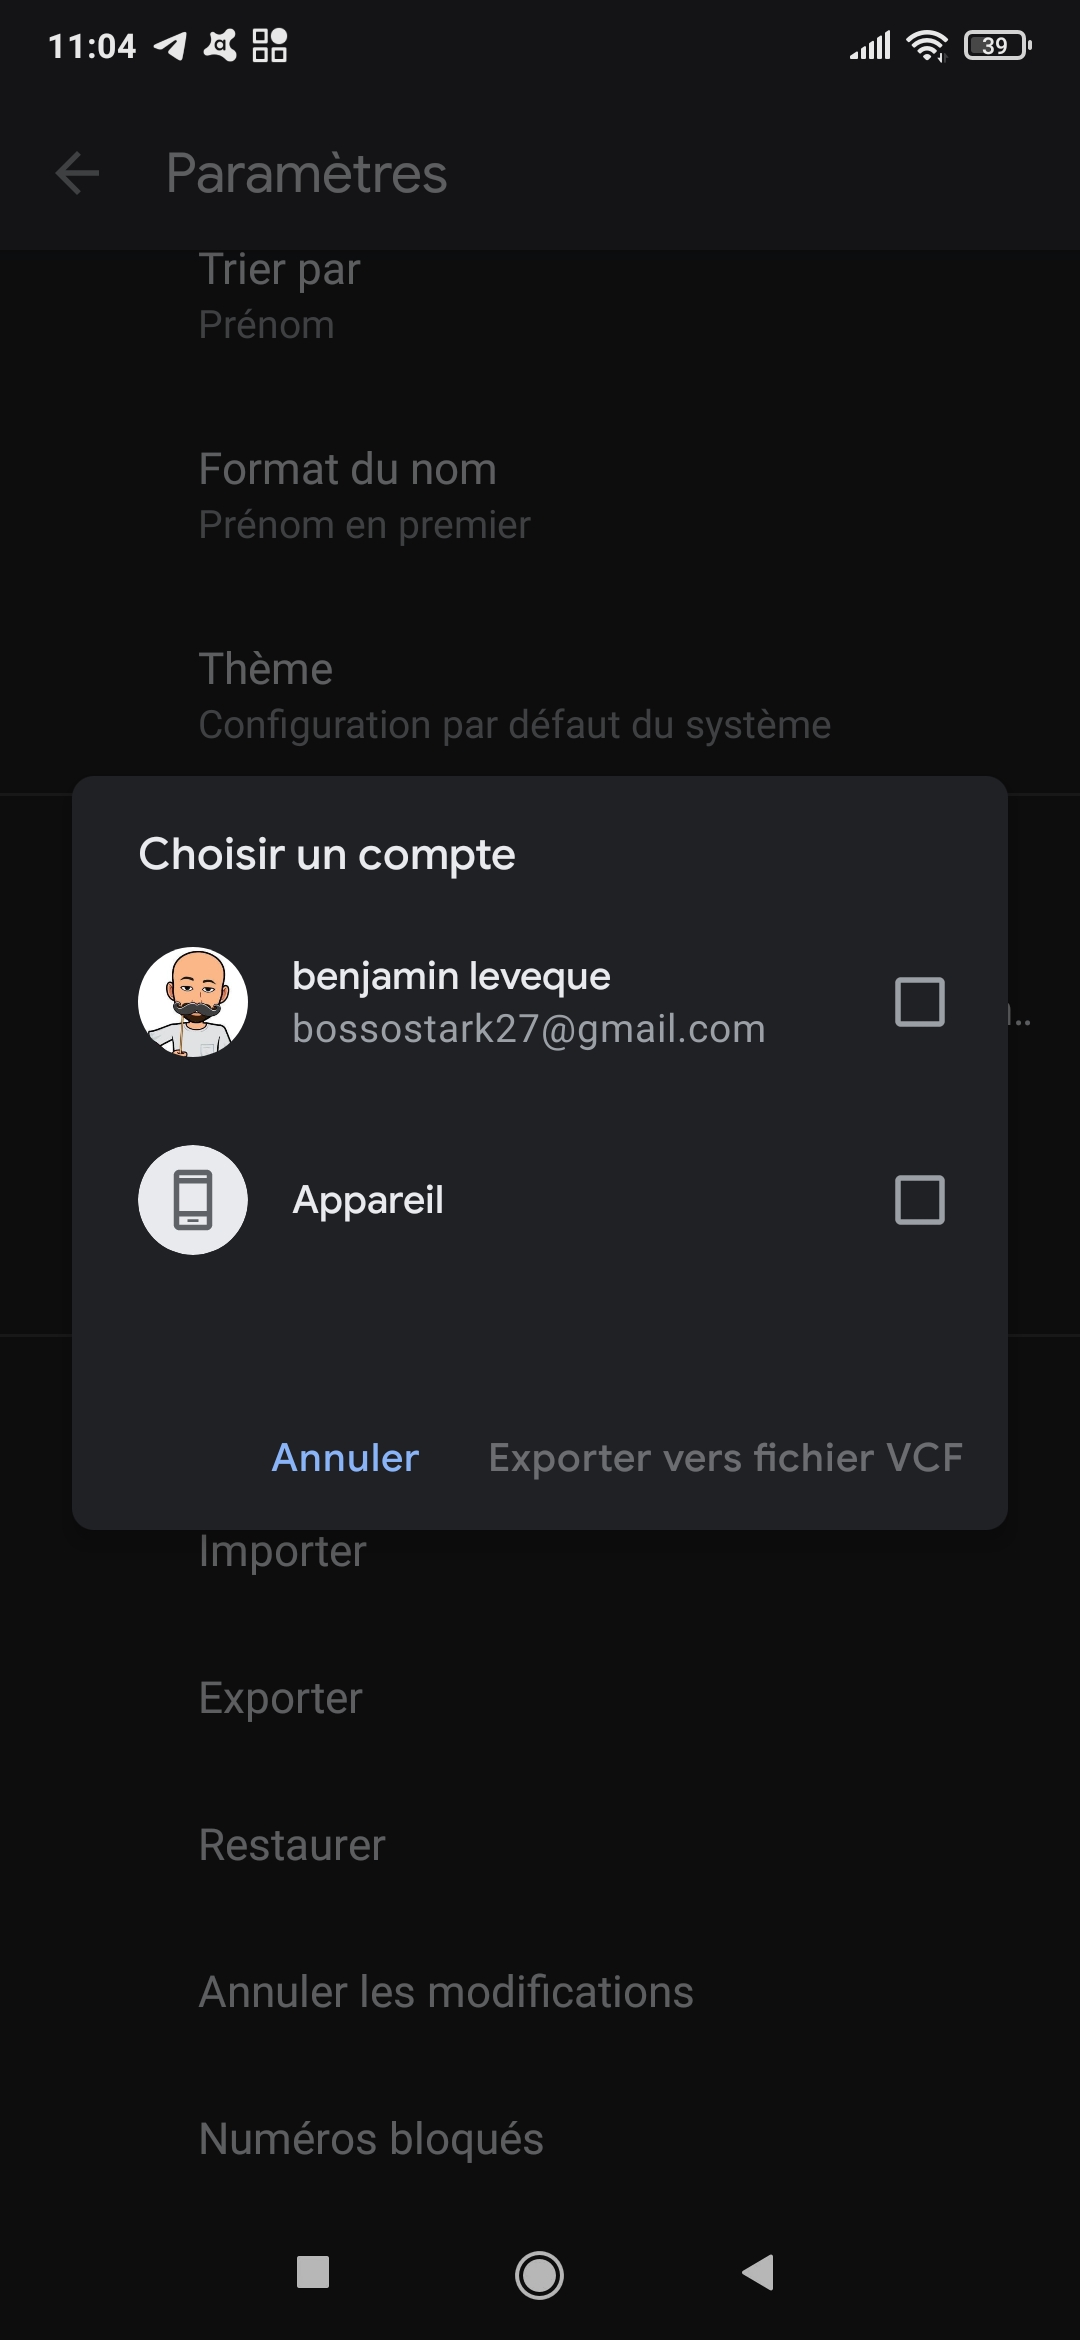 11:04
39
Paramètres
Trier par
Prénom
Format du nom
Prénom en premier
Thème
Configuration par défaut du système
Choisir un compte
benjamin leveque
bossostark27@gmail.com
Appareil
Annuler Exporter vers fichier VCF
Importer
Exporter
Restaurer
Annuler les modifications
Numéros bloqués